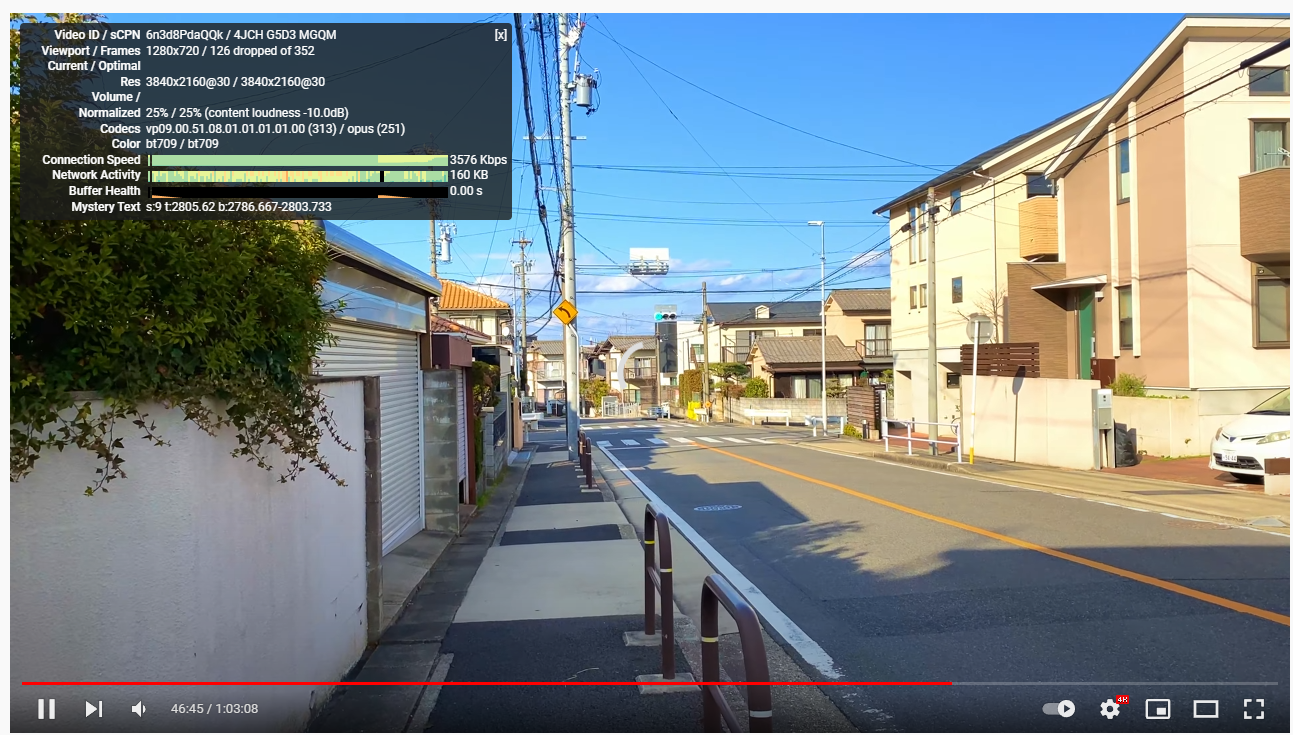 Video ID / sCPN 6n3d8PdaQQk / 4JCH G5D3 MGQM [x]
Viewport / Frames 1280x720 / 126 dropped of 352
Current / Optimal
Res 3840x2160@30 / 3840x2160@30
Volume /
Normalized 25% / 25% (content loudness -10.0dB)
Codecs vp09.00.51.08.01.01.01.01.00 (313) / opus (251)
Color bt709 / bt709
Connection Speed 3576 Kbps
Network Activity 160 KB
Buffer Health 0.00 s
Mystery Text s:9 t:2805.62 b:2786.667-2803.733
46:45 / 1:03:08
4K